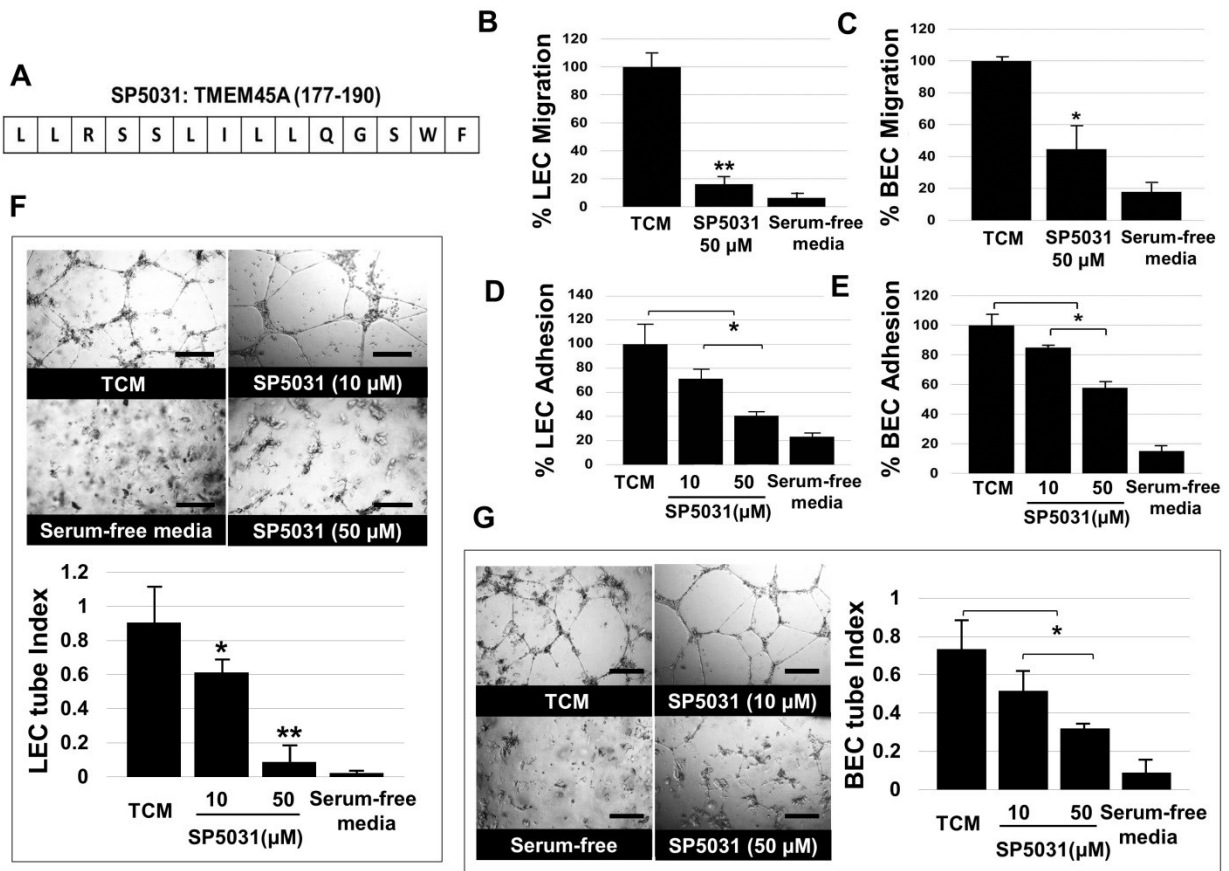 A
SP5031: TMEM45A (177-190)
L L R S S L I L L Q G S W F
B
% LEC Migration
120
100
80
60
40
20
0
**
TCM
SP5031
50 µM
Serum-free
media
C
% BEC Migration
120
100
80
60
40
20
0
*
TCM
SP5031
50 µM
Serum-free
media
D
% LEC Adhesion
140
120
100
80
60
40
20
0
*
TCM
10
50
Serum-free
media
SP5031(µM)
E
% BEC Adhesion
120
100
80
60
40
20
0
*
TCM
10
50
Serum-free
media
SP5031(µM)
F
TCM
SP5031 (10 µM)
Serum-free media
SP5031 (50 µM)
LEC tube Index
1.2
1
0.8
0.6
0.4
0.2
0
*
**
TCM
10
50
Serum-free
media
SP5031(µM)
G
TCM
SP5031 (10 µM)
Serum-free
SP5031 (50 µM)
BEC tube Index
1
0.8
0.6
0.4
0.2
0
*
TCM
10
50
Serum-free
media
SP5031(µM)